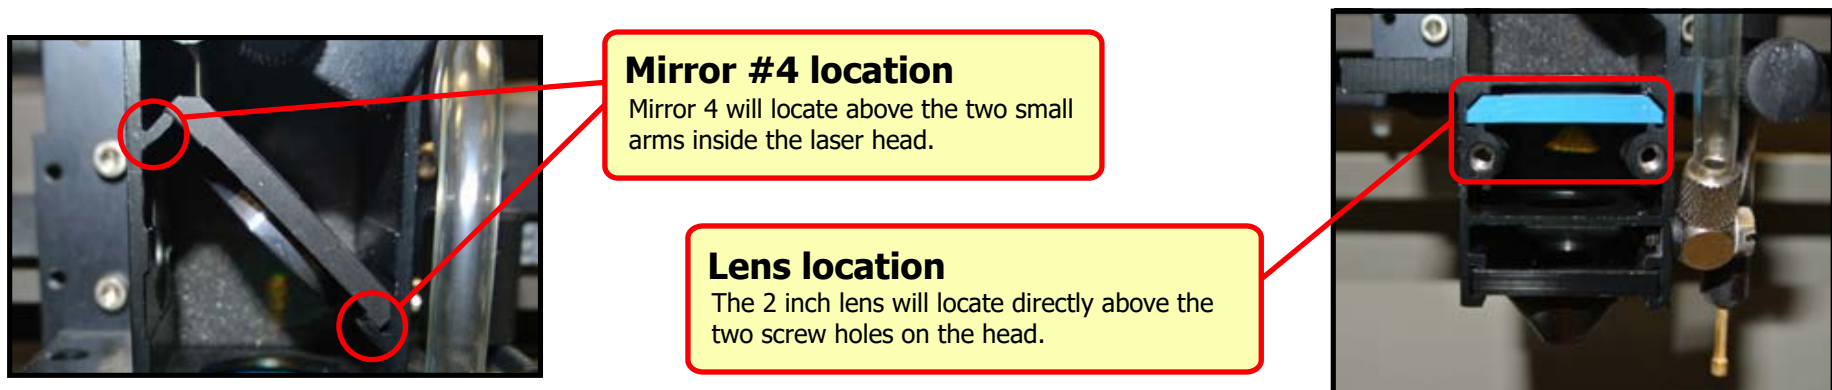 Mirror #4 location
Mirror 4 will locate above the two small
arms inside the laser head.
Lens location
The 2 inch lens will locate directly above the
two screw holes on the head.